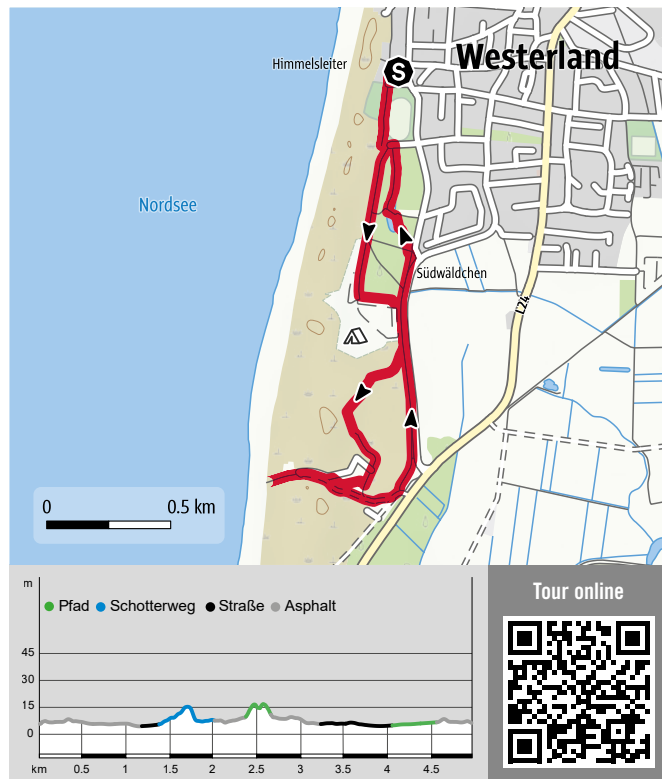 Himmelsleiter
S
Westerland
Nordsee
Südwäldchen
L24
0 0.5 km
m
Pfad Schotterweg Straße Asphalt
45
30
15
0
km 0.5 1 1.5 2 2.5 3 3.5 4 4.5
Tour online